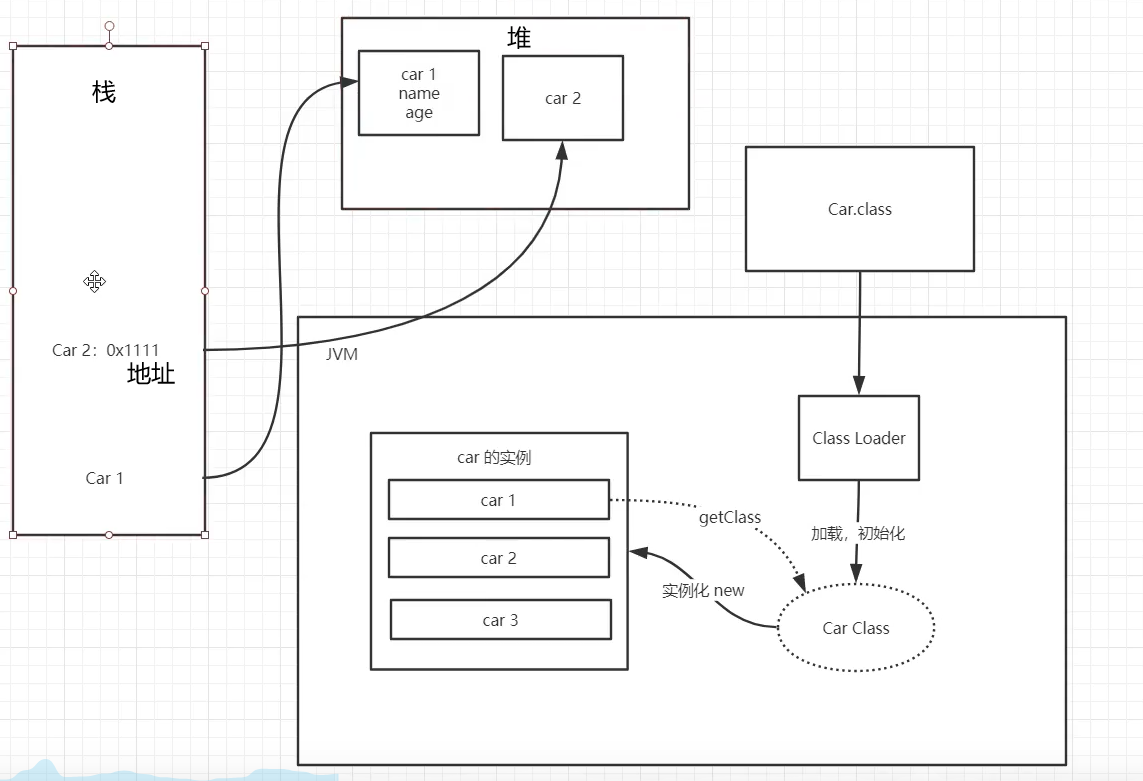 栈
堆
car 1
name
age
car 2
Car.class
Car 2：0x1111
地址
JVM
Car 1
Class Loader
car 的实例
car 1
getClass
加载，初始化
car 2
实例化 new
car 3
Car Class